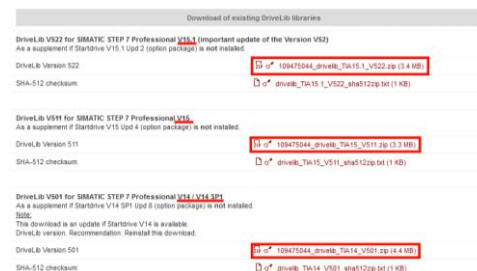 Download of existing DriveLib libraries
DriveLib V522 for SIMATIC STEP 7 Professional V15.1 (important update of the Version V52)
As a supplement if Startdrive V15.1 Upd 2 (option package) is not installed.
DriveLib Version 522
109475044_drivelib_TIA15.1_V522.zip (3.4 MB)
SHA-512 checksum:
drivelib_TIA15.1_V522_sha512zip.txt (1 KB)
DriveLib V511 for SIMATIC STEP 7 Professional V15
As a supplement if Startdrive V15 Upd 4 (option package) is not installed.
DriveLib Version 511
109475044_drivelib_TIA15_V511.zip (3.3 MB)
SHA-512 checksum:
drivelib_TIA15_V511_sha512zip.txt (1 KB)
DriveLib V501 for SIMATIC STEP 7 Professional V14 / V14 SP1
As a supplement if Startdrive V14 SP1 Upd 8 (option package) is not installed.
Note:
This download is an update if Startdrive V14 is available.
DriveLib version. Recommendation: Reinstall this download.
DriveLib Version 501
109475044_drivelib_TIA14_V501.zip (4.4 MB)
SHA-512 checksum:
drivelib_TIA14_V501_sha512zip.txt (1 KB)